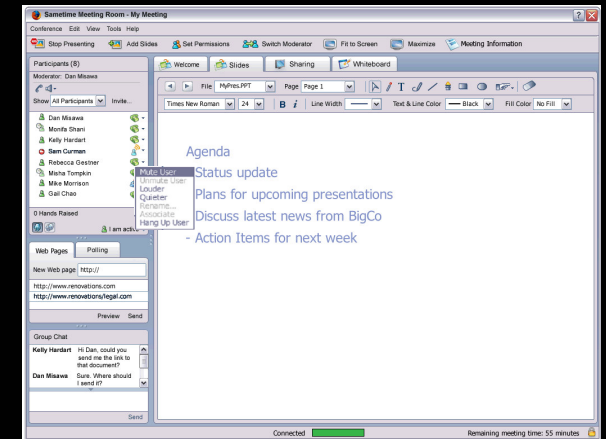 Sametime Meeting Room - My Meeting
Conference Edit View Tools Help
Stop Presenting Add Slides Set Permissions Switch Moderator Fit to Screen Maximize Meeting Information
Participants (8)
Moderator: Dan Misawa
Show All Participants Invite...
Dan Misawa
Monifa Shani
Kelly Hardart
Sam Curman
Rebecca Gestner
Misha Tompkin
Mike Morrison
Gail Chao
Mute User
Unmute User
Louder
Quieter
Rename...
Associate
Hang Up User
0 Hands Raised
I am active
Web Pages Polling
New Web page http://
http://www.renovations.com
http://www.renovations/legal.com
Preview Send
Group Chat
Kelly Hardart Hi Dan, could you
send me the link to
that document?
Dan Misawa Sure. Where should
I send it?
Send
Welcome Slides Sharing Whiteboard
File MyPres.PPT Page Page 1 T
Times New Roman 24 B i Line Width Text & Line Color Black Fill Color No Fill
Agenda
Status update
Plans for upcoming presentations
Discuss latest news from BigCo
- Action Items for next week
Connected Remaining meeting time: 55 minutes